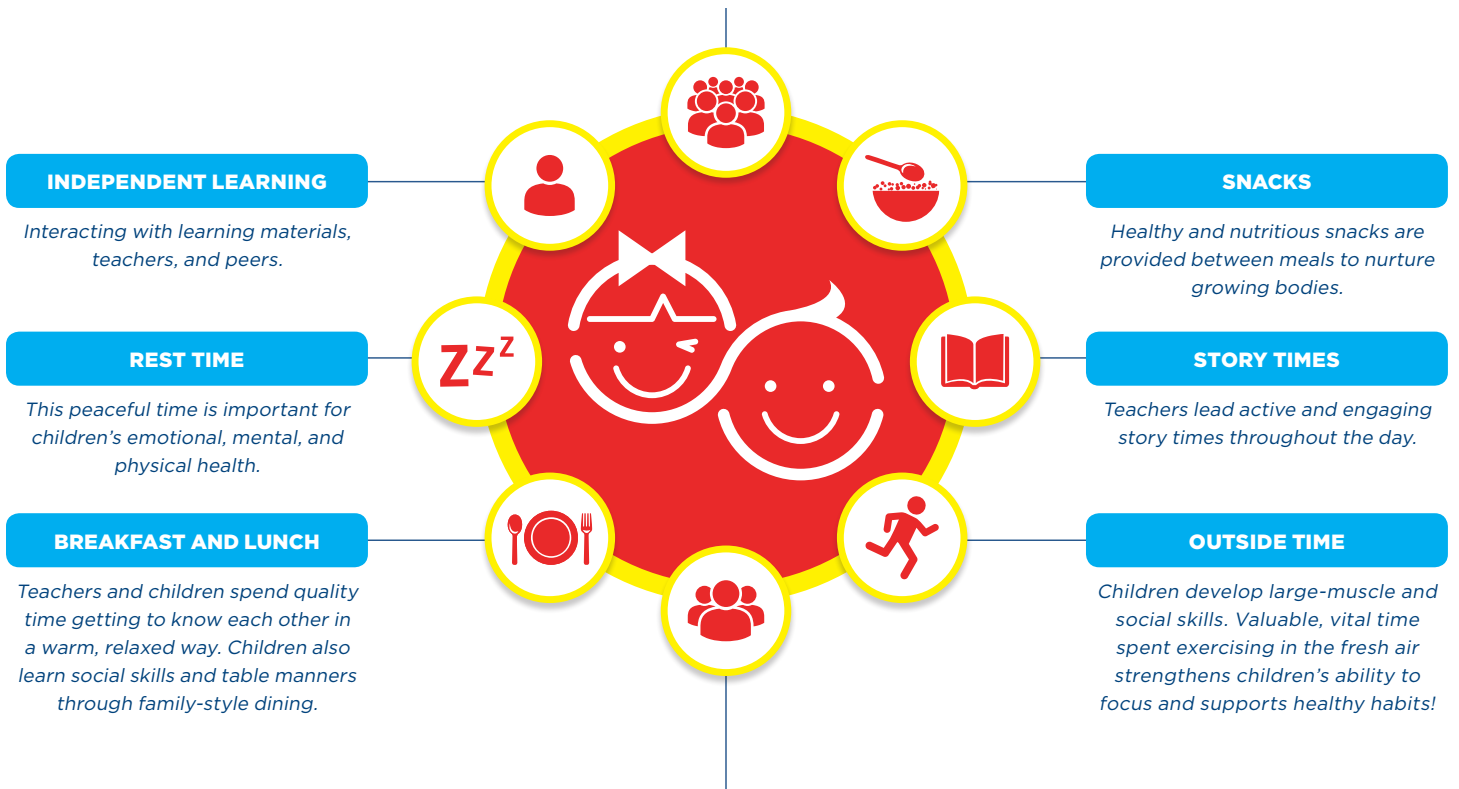 INDEPENDENT LEARNING
Interacting with learning materials,
teachers, and peers.
REST TIME
This peaceful time is important for
children’s emotional, mental, and
physical health.
BREAKFAST AND LUNCH
Teachers and children spend quality
time getting to know each other in
a warm, relaxed way. Children also
learn social skills and table manners
through family-style dining.
zzz
SNACKS
Healthy and nutritious snacks are
provided between meals to nurture
growing bodies.
STORY TIMES
Teachers lead active and engaging
story times throughout the day.
OUTSIDE TIME
Children develop large-muscle and
social skills. Valuable, vital time
spent exercising in the fresh air
strengthens children’s ability to
focus and supports healthy habits!